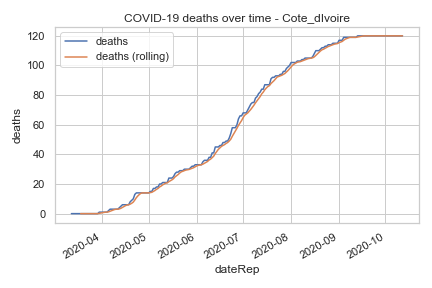 COVID-19 deaths over time - Cote_dIvoire
deaths
deaths (rolling)
120
100
80
60
40
20
0
deaths
2020-04
2020-05
2020-06
2020-07
2020-08
2020-09
2020-10
dateRep